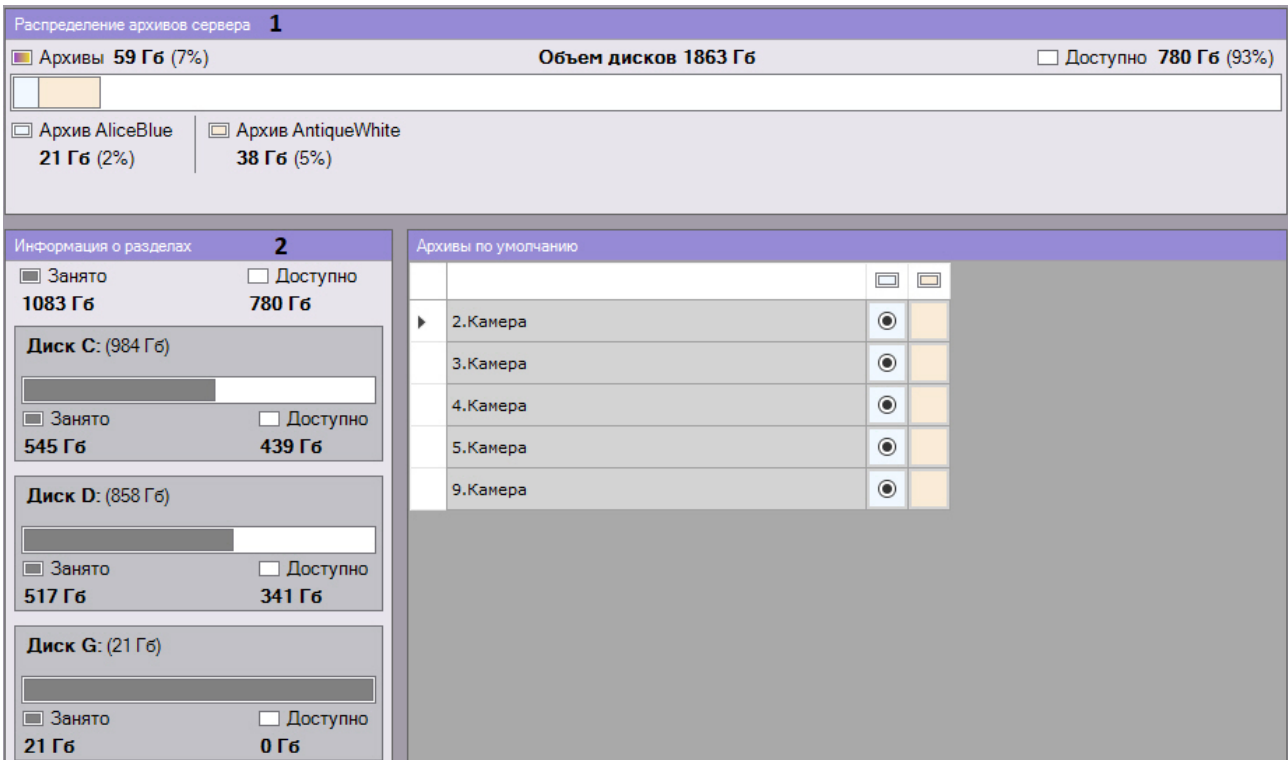 Распределение архивов сервера 1
Архивы 59 Гб (7%) Объем дисков 1863 Гб Доступно 780 Гб (93%)
Архив AliceBlue Архив AntiqueWhite
21 Гб (2%) 38 Гб (5%)
Информация о разделах 2
Занято Доступно
1083 Гб 780 Гб
Диск C: (984 Гб)
Занято Доступно
545 Гб 439 Гб
Диск D: (858 Гб)
Занято Доступно
517 Гб 341 Гб
Диск G: (21 Гб)
Занято Доступно
21 Гб 0 Гб
Архивы по умолчанию
2.Камера
3.Камера
4.Камера
5.Камера
9.Камера